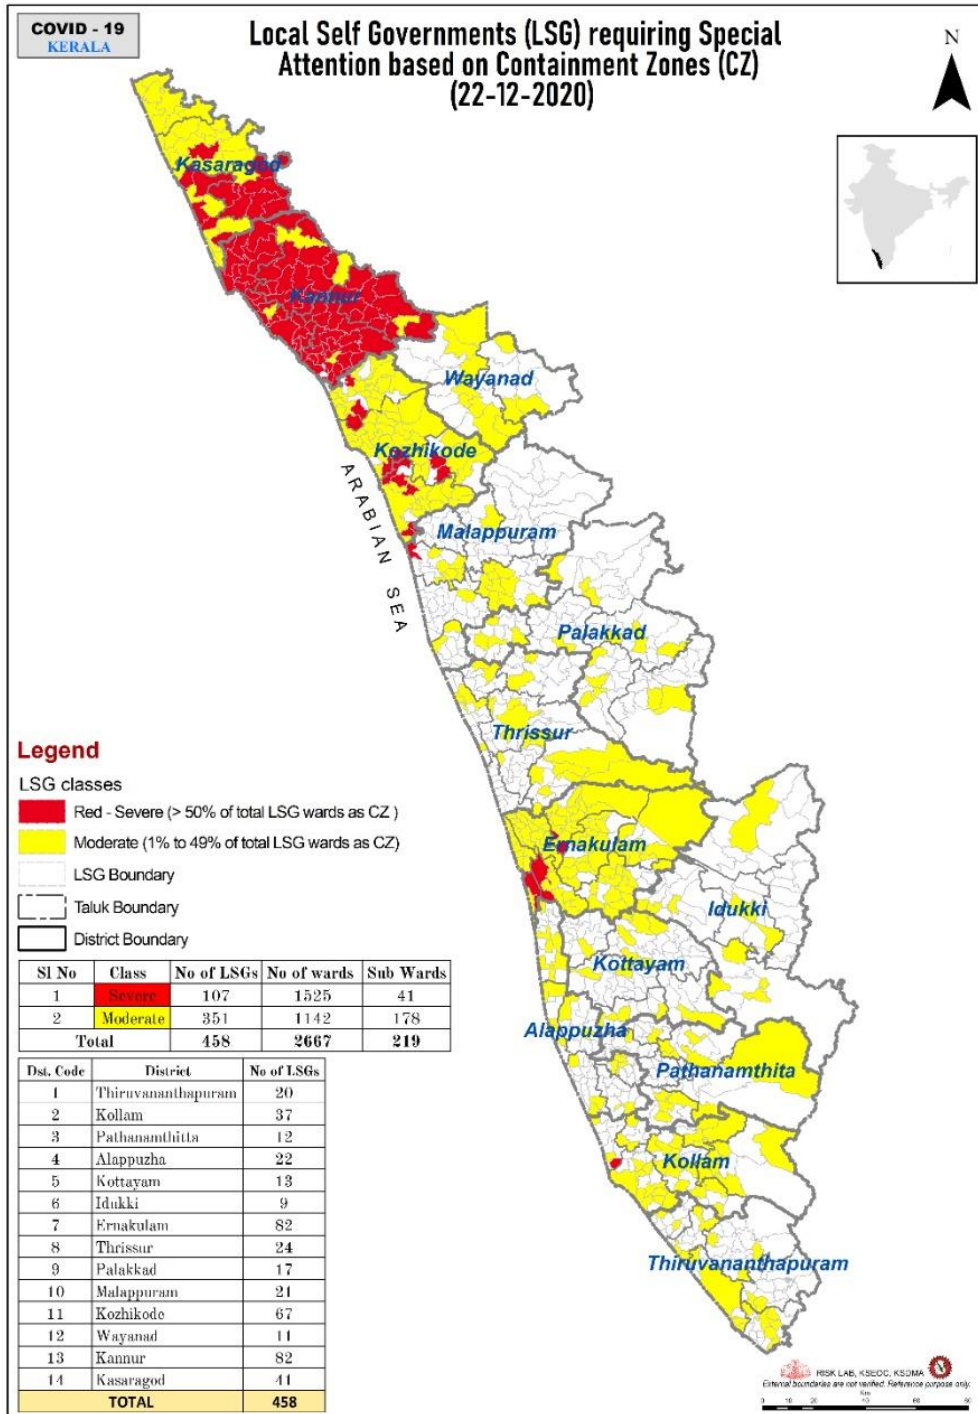 COVID - 19
KERALA
Local Self Governments (LSG) requiring Special
Attention based on Containment Zones (CZ)
(22-12-2020)
N
Kasaragod
Kannur
Wayanad
Kozhikode
ARABIAN SEA
Malappuram
Palakkad
Thrissur
Ernakulam
Idukki
Kottayam
Alappuzha
Pathanamthita
Kollam
Thiruvananthapuram
Legend
LSG classes
Red - Severe (> 50% of total LSG wards as CZ )
Moderate (1% to 49% of total LSG wards as CZ)
LSG Boundary
Taluk Boundary
District Boundary
Sl No Class No of LSGs No of wards Sub Wards
1 Severe 107 1525 41
2 Moderate 351 1142 178
Total 458 2667 219
Dst. Code District No of LSGs
1 Thiruvananthapuram 20
2 Kollam 37
3 Pathanamthitta 12
4 Alappuzha 22
5 Kottayam 13
6 Idukki 9
7 Ernakulam 82
8 Thrissur 24
9 Palakkad 17
10 Malappuram 21
11 Kozhikode 67
12 Wayanad 11
13 Kannur 82
14 Kasaragod 41
TOTAL 458
RISK LAB, KSEOC, KSDMA
External boundaries are not verified. Reference purpose only.
Km
0 10 20 40 60 80